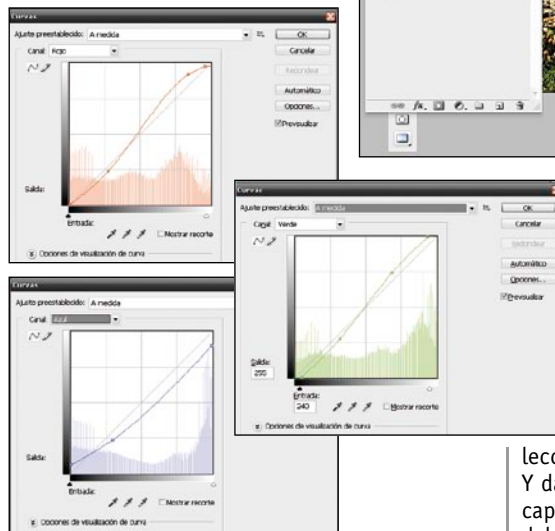 Curvas
Ajuste preestablecido: A medida
OK
Canal: Rojo
Cancelar
Redondear
Automático
Opciones...
Previsualizar
Salida:
Entrada:
Mostrar recorte
Opciones de visualización de curva
fx.
Curvas
Ajuste preestablecido: A medida
OK
Canal: Verde
Cancelar
Redondear
Automático
Opciones...
Previsualizar
Salida:
255
Entrada:
240
Mostrar recorte
Opciones de visualización de curva
Curvas
Ajuste preestablecido: A medida
Canal: Azul
Salida:
Entrada:
Mostrar recorte
Opciones de visualización de curva
Y